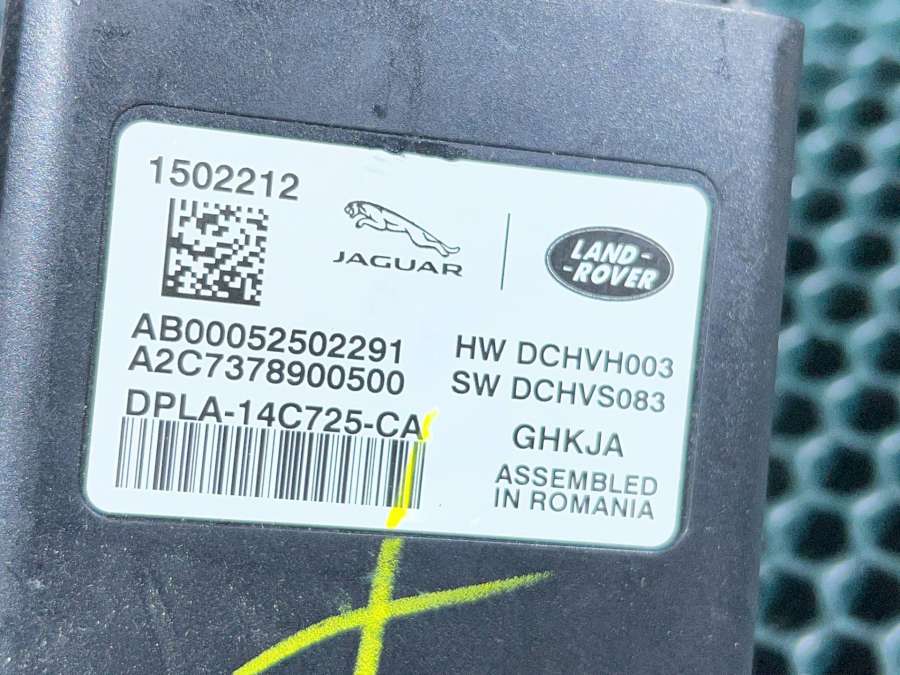 1502212
JAGUAR
LAND-
-ROVER
AB00052502291
A2C7378900500
DPLA-14C725-CA
HW DCHVH003
SW DCHVS083
GHKJA
ASSEMBLED
IN ROMANIA